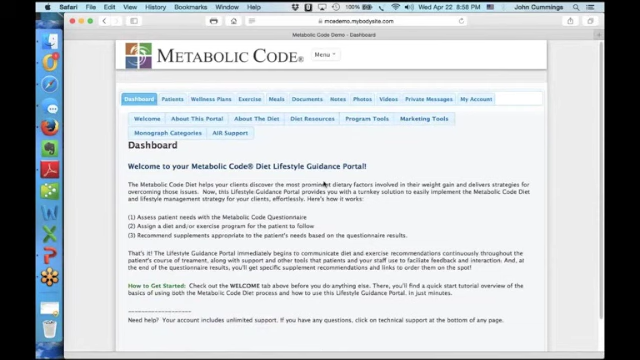 Safari File Edit View History Bookmarks Window Help 100% Wed Apr 22 8:58 PM John Cummings
mcedemo.mybodysite.com
Metabolic Code Demo - Dashboard
METABOLIC CODE® Menu
Dashboard Patients Wellness Plans Exercise Meals Documents Notes Photos Videos Private Messages My Account
Welcome About This Portal About The Diet Diet Resources Program Tools Marketing Tools
Monograph Categories AIR Support
Dashboard
Welcome to your Metabolic Code® Diet Lifestyle Guidance Portal!
The Metabolic Code Diet helps your clients discover the most prominent dietary factors involved in their weight gain and delivers strategies for
overcoming those issues. Now, this Lifestyle Guidance Portal provides you with a turnkey solution to easily implement the Metabolic Code Diet
and lifestyle management strategy for your clients, effortlessly. Here's how it works:
(1) Assess patient needs with the Metabolic Code Questionnaire
(2) Assign a diet and/or exercise program for the patient to follow
(3) Recommend supplements appropriate to the patient's needs based on the questionnaire results.
That's it! The Lifestyle Guidance Portal immediately begins to communicate diet and exercise recommendations continuously throughout the
patient's course of treatment, along with support and other tools that patients and your staff use to facilitate feedback and interaction. And, at
the end of the questionnaire results, you'll get specific supplement recommendations and links to order them on the spot!
How to Get Started: Check out the WELCOME tab above before you do anything else. There, you'll find a quick start tutorial overview of the
basics of using both the Metabolic Code Diet process and how to use this Lifestyle Guidance Portal. In just minutes.
--------------------
Need help? Your account includes unlimited support. If you have any questions, click on technical support at the bottom of any page.